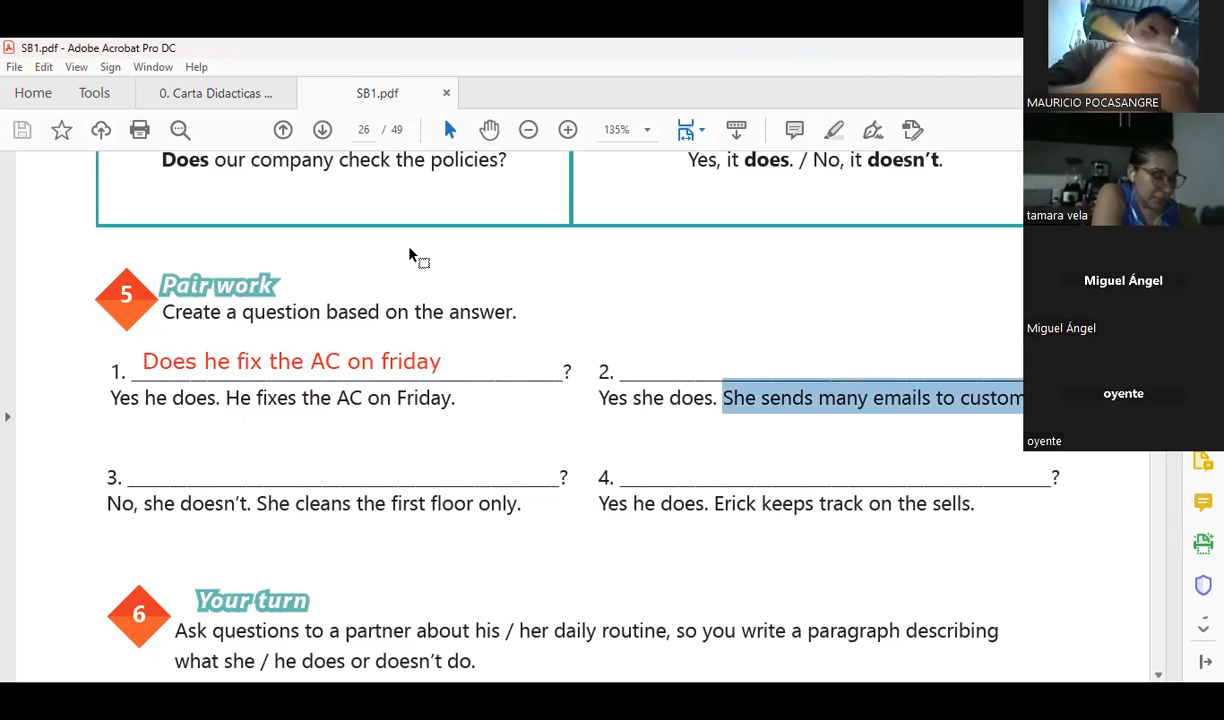 SB1.pdf - Adobe Acrobat Pro DC
File Edit View Sign Window Help
Home Tools 0. Carta Didacticas ... SB1.pdf ×
26 / 49 135%
Does our company check the policies?
Yes, it does. / No, it doesn't.
5 Pair work
Create a question based on the answer.
1. Does he fix the AC on friday ?
Yes he does. He fixes the AC on Friday.
2.
Yes she does. She sends many emails to custom
3. ?
No, she doesn't. She cleans the first floor only.
4. ?
Yes he does. Erick keeps track on the sells.
6 Your turn
Ask questions to a partner about his / her daily routine, so you write a paragraph describing
what she / he does or doesn't do.
MAURICIO POCASANGRE
tamara vela
Miguel Ángel
Miguel Ángel
oyente
oyente